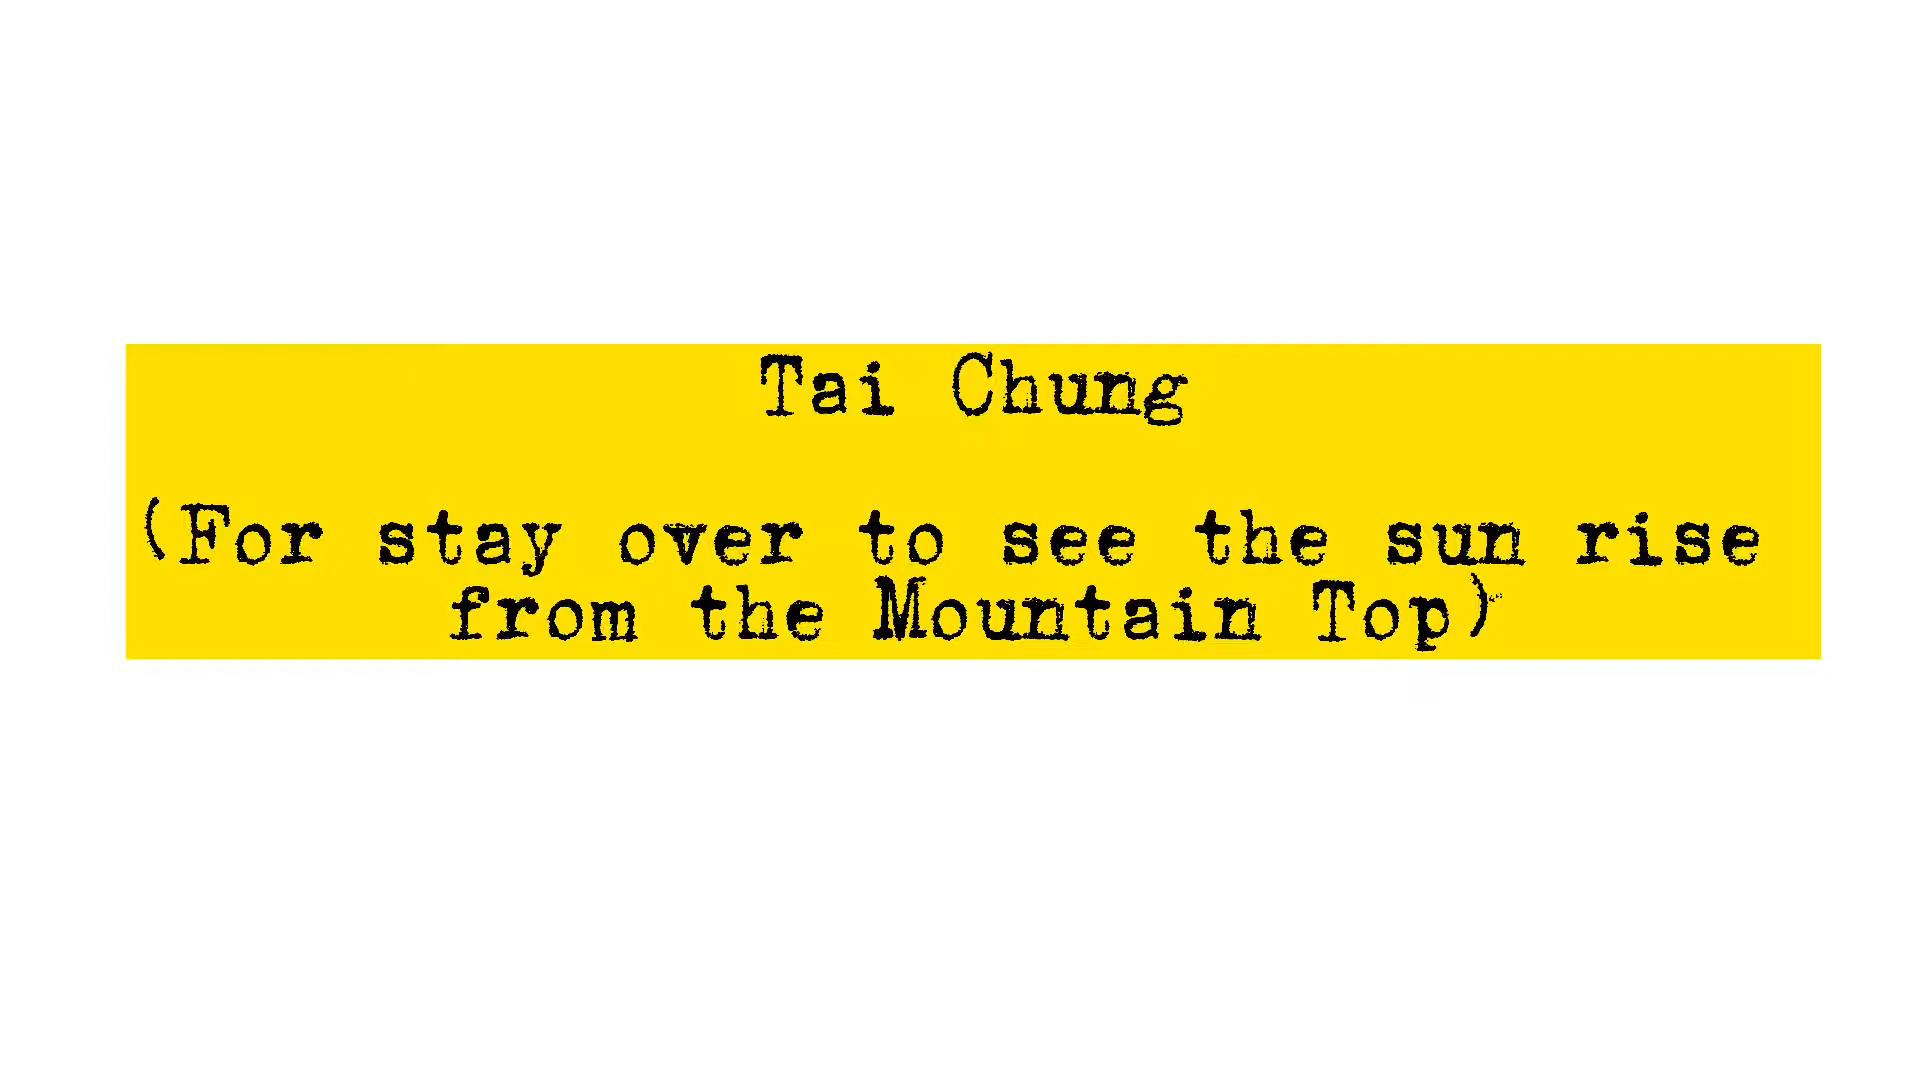 Tai Chung
(For stay over to see the sun rise
from the Mountain Top)